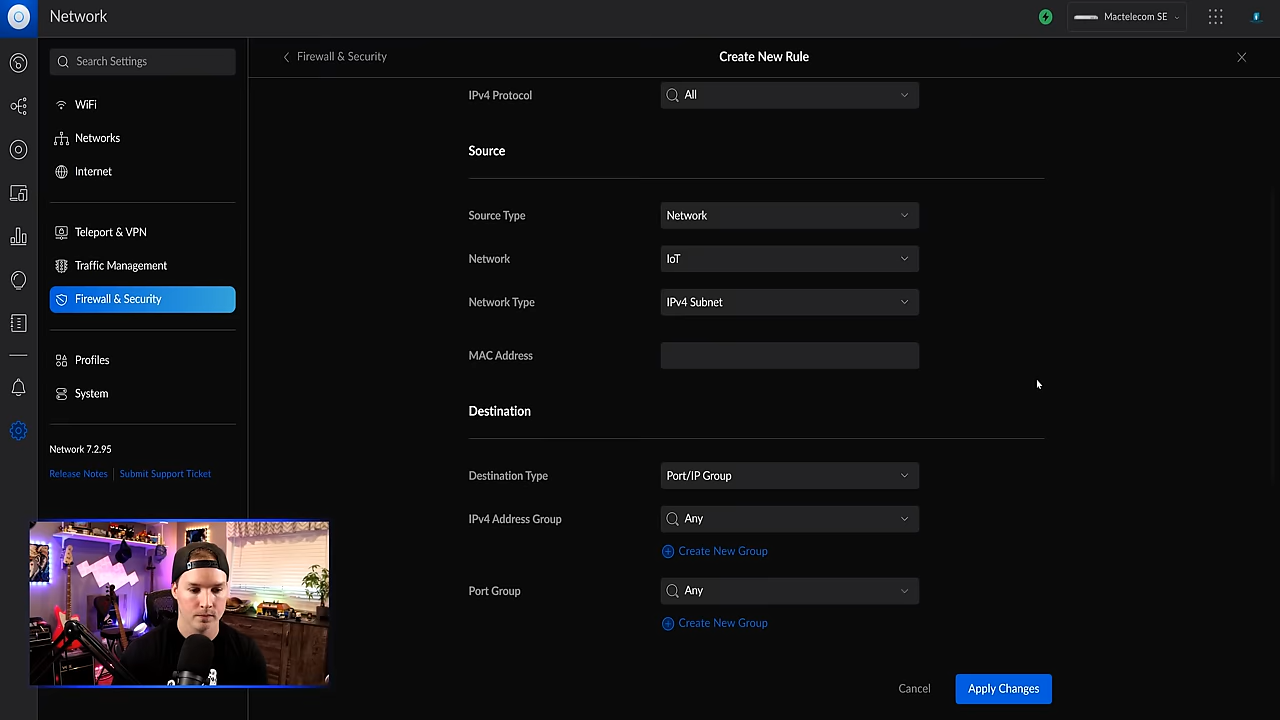 Network
Mactelecom SE
Search Settings
Firewall & Security
Create New Rule
WiFi
Networks
Internet
Teleport & VPN
Traffic Management
Firewall & Security
Profiles
System
Network 7.2.95
Release Notes
Submit Support Ticket
IPv4 Protocol
All
Source
Source Type
Network
Network
IoT
Network Type
IPv4 Subnet
MAC Address
Destination
Destination Type
Port/IP Group
IPv4 Address Group
Any
Create New Group
Port Group
Any
Create New Group
Cancel
Apply Changes